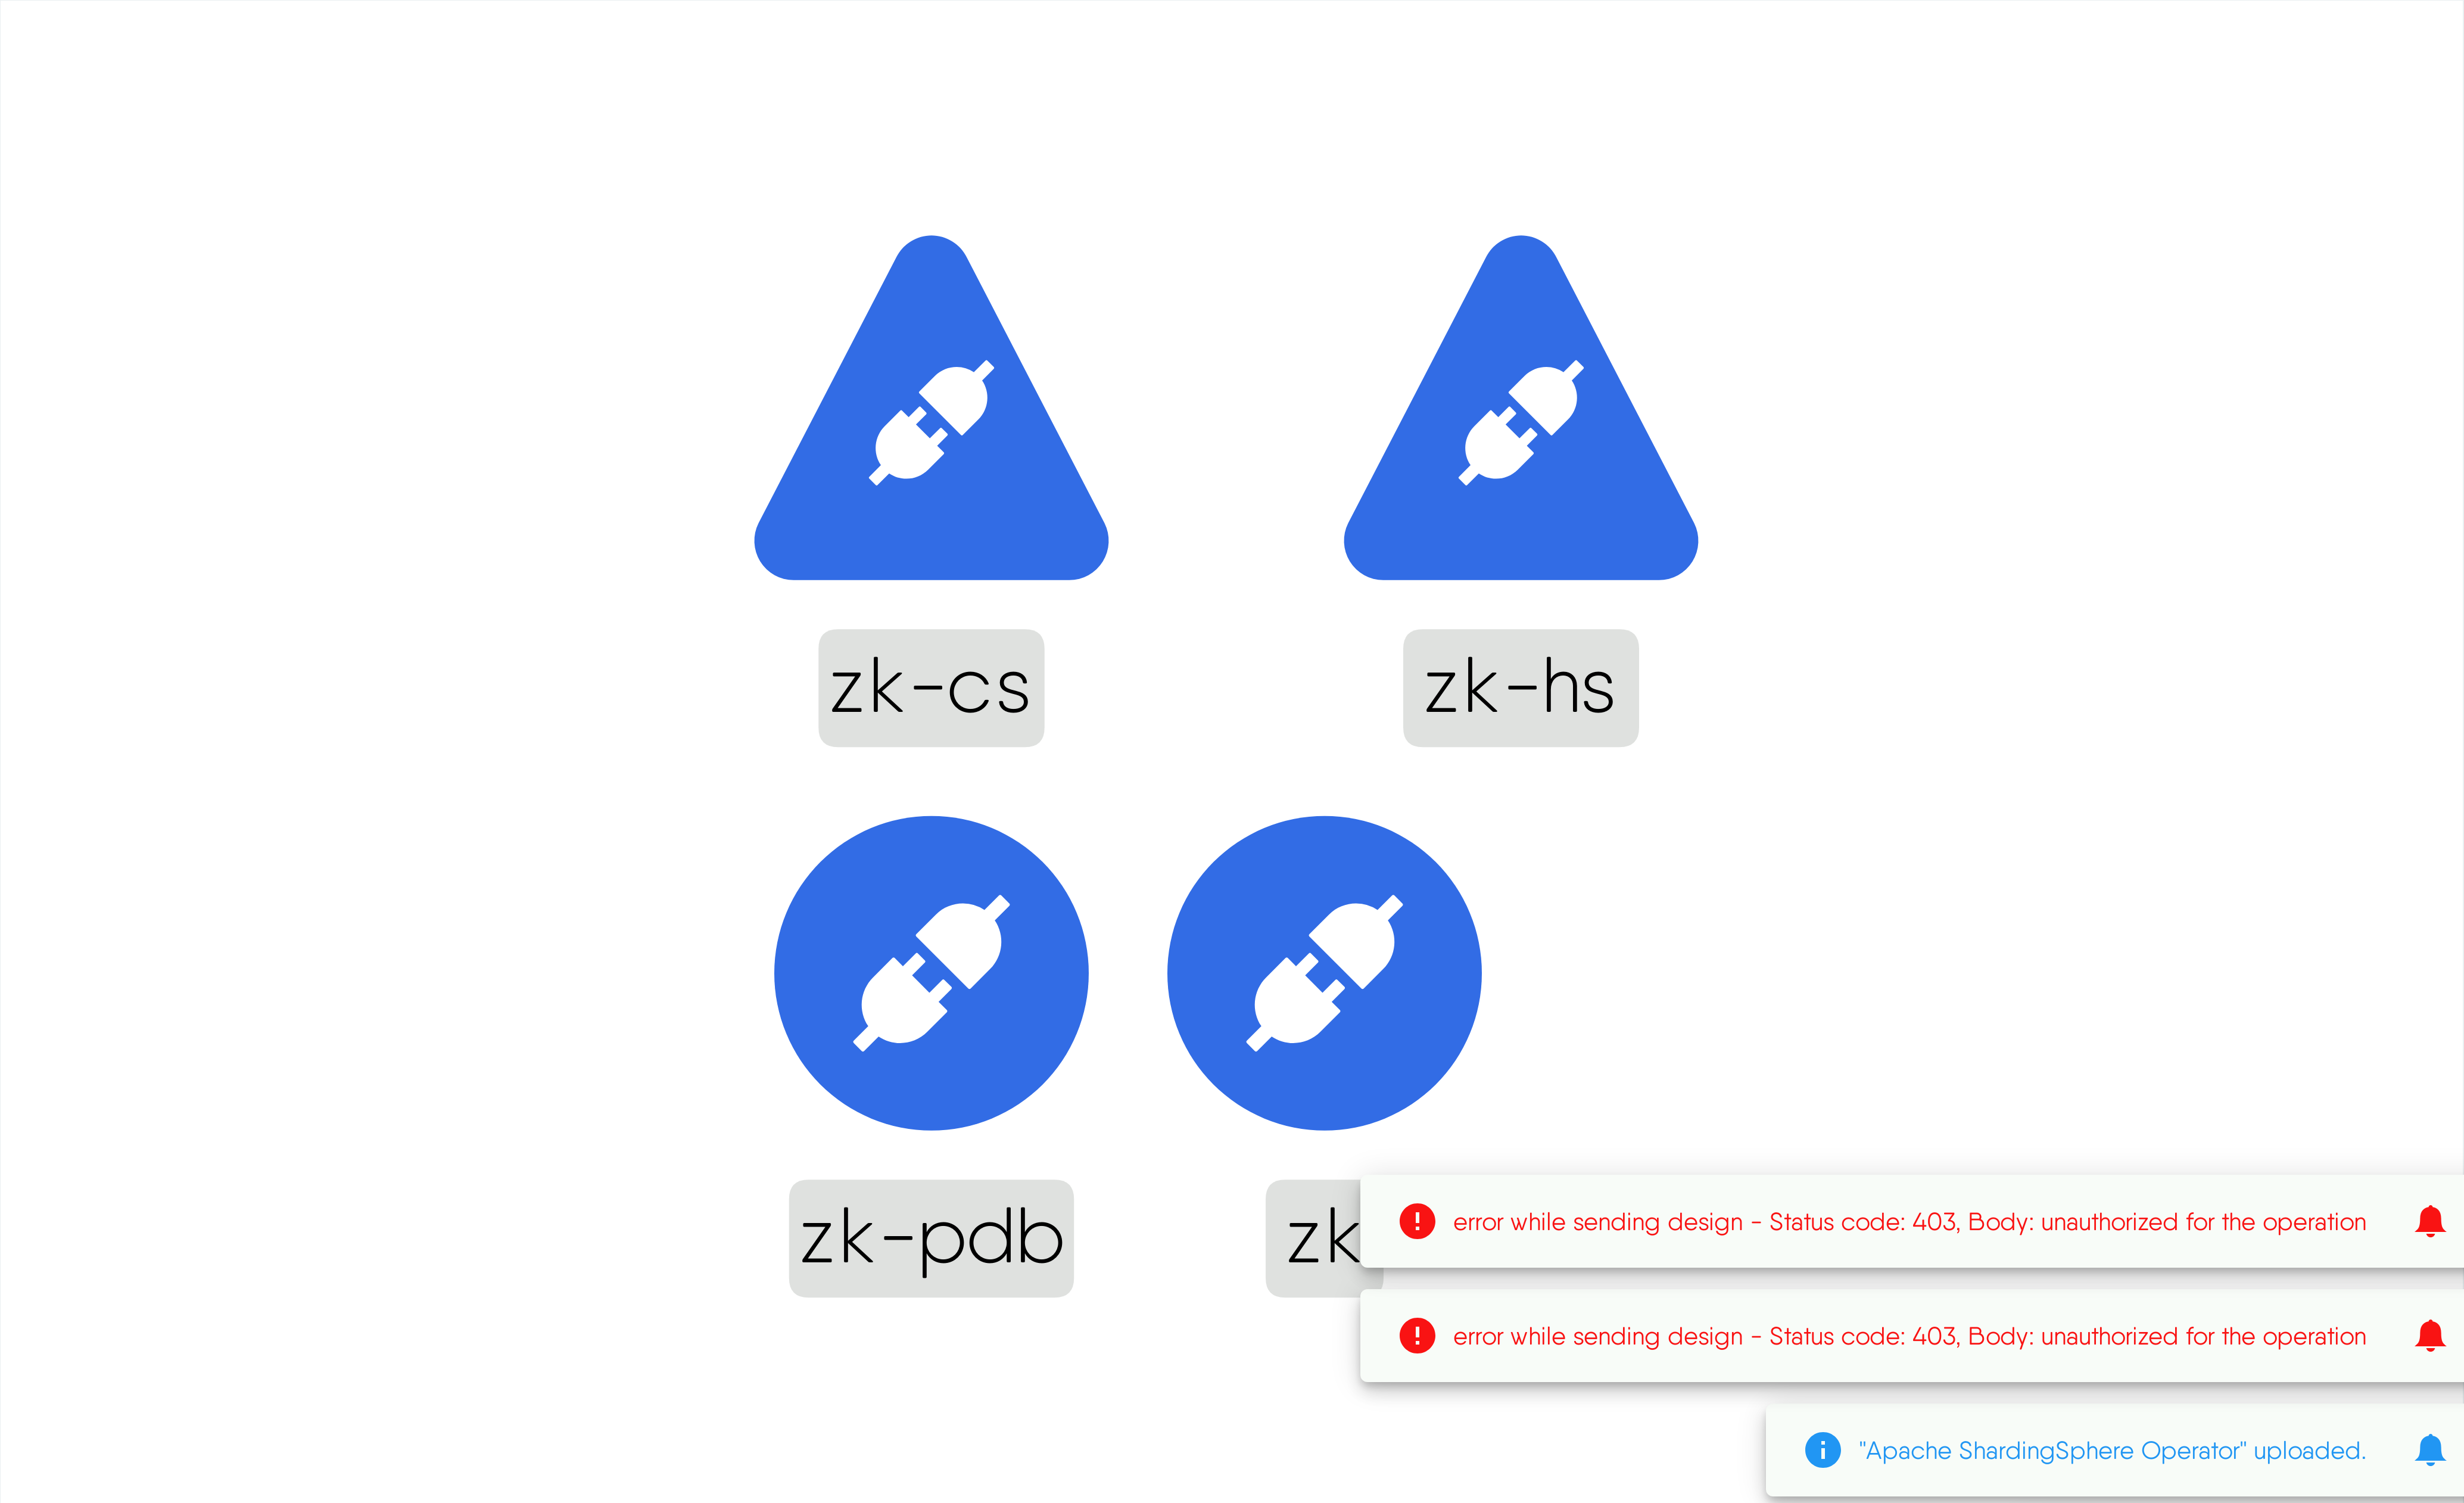 zk-cs
zk-hs
zk-pdb
zk
error while sending design - Status code: 403, Body: unauthorized for the operation
error while sending design - Status code: 403, Body: unauthorized for the operation
"Apache ShardingSphere Operator" uploaded.